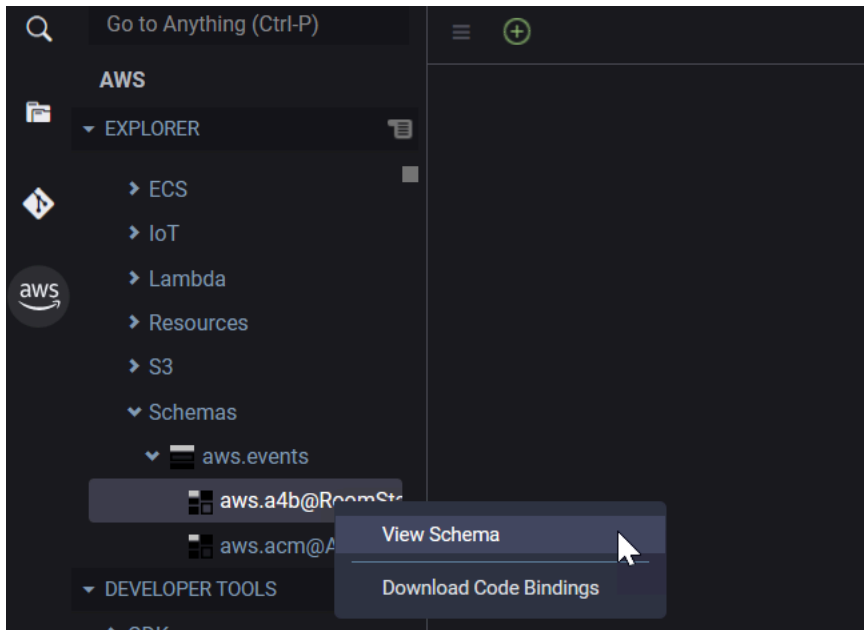 Go to Anything (Ctrl-P)
AWS
EXPLORER
ECS
IoT
Lambda
aws
Resources
S3
Schemas
aws.events
aws.a4b@RoomSta
View Schema
aws.acm@A
Download Code Bindings
DEVELOPER TOOLS